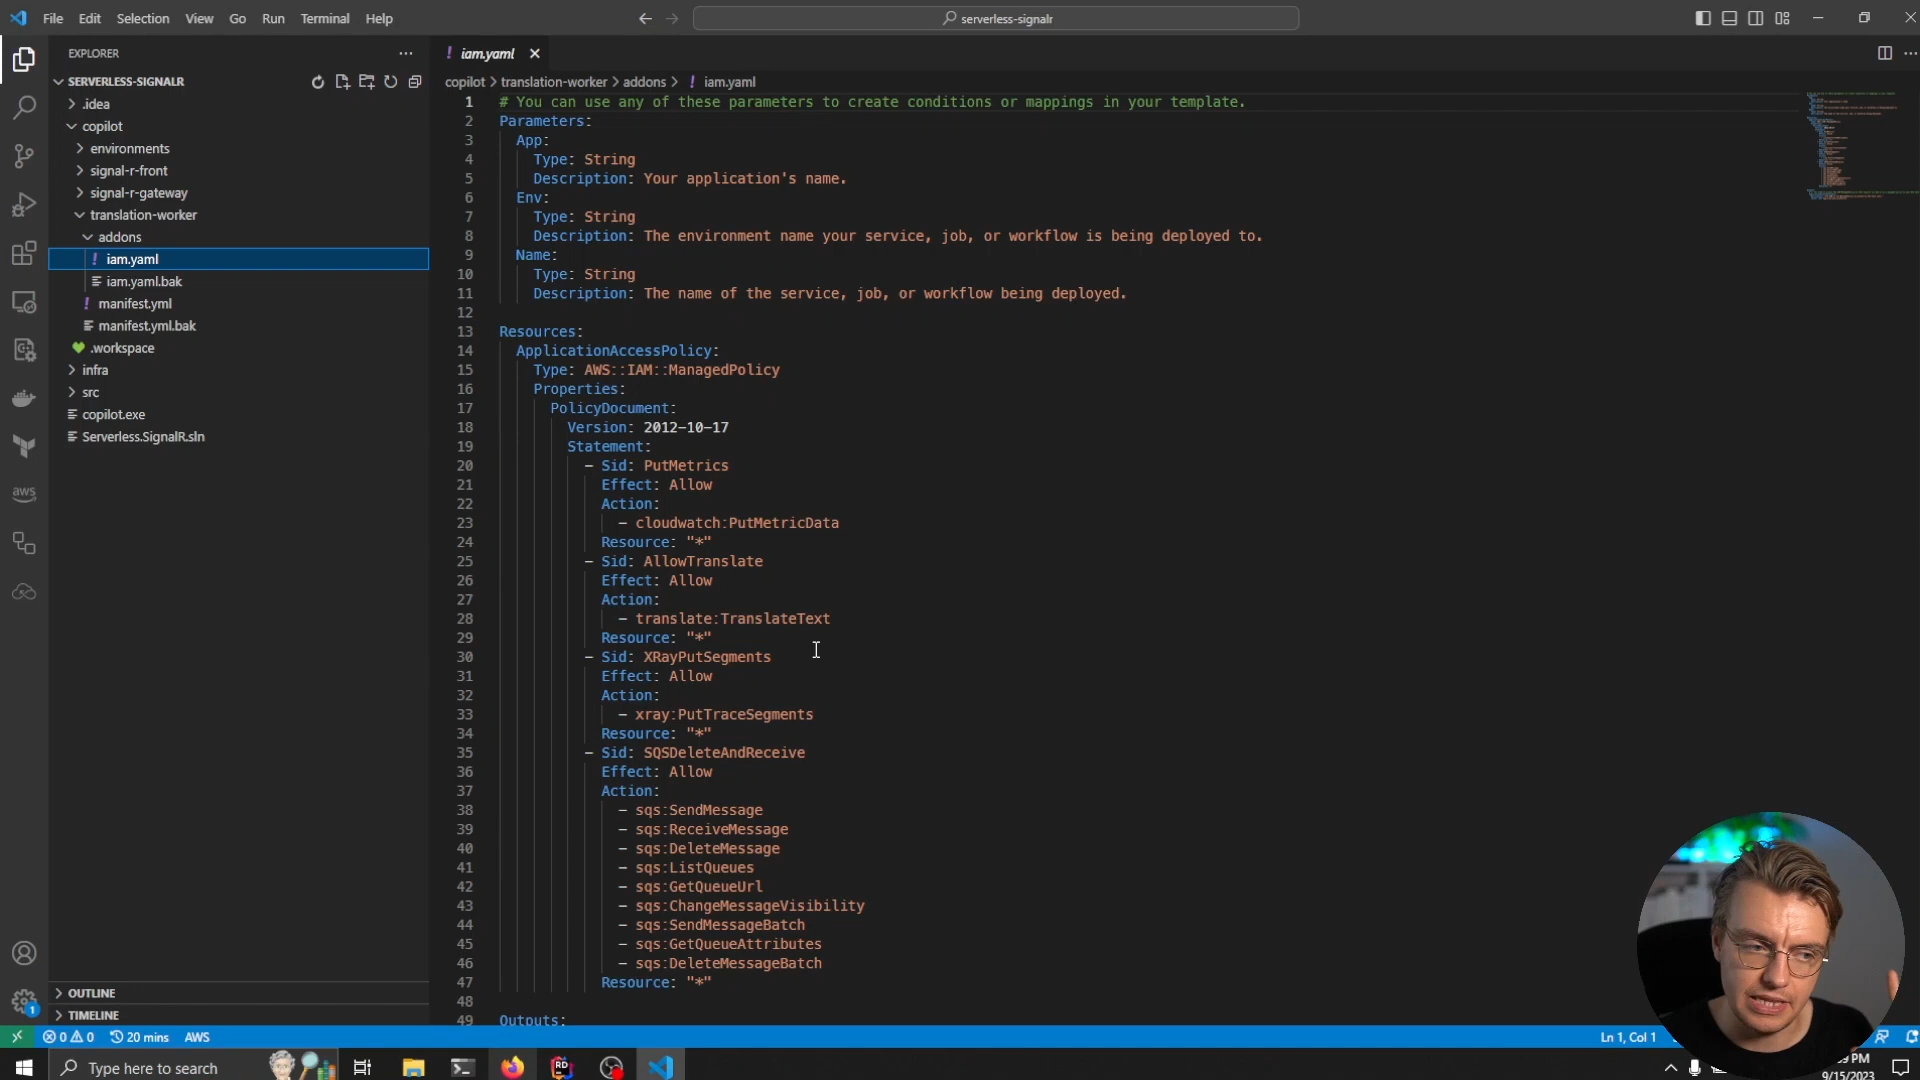 File Edit Selection View Go Run Terminal Help
serverless-signalr
EXPLORER
SERVERLESS-SIGNALR
.idea
copilot
environments
signal-r-front
signal-r-gateway
translation-worker
addons
! iam.yaml
iam.yaml.bak
! manifest.yml
manifest.yml.bak
.workspace
infra
src
copilot.exe
Serverless.SignalR.sln
OUTLINE
TIMELINE
! iam.yaml
copilot > translation-worker > addons > ! iam.yaml
1 # You can use any of these parameters to create conditions or mappings in your template.
2 Parameters:
3 App:
4 Type: String
5 Description: Your application's name.
6 Env:
7 Type: String
8 Description: The environment name your service, job, or workflow is being deployed to.
9 Name:
10 Type: String
11 Description: The name of the service, job, or workflow being deployed.
12
13 Resources:
14 ApplicationAccessPolicy:
15 Type: AWS::IAM::ManagedPolicy
16 Properties:
17 PolicyDocument:
18 Version: 2012-10-17
19 Statement:
20 - Sid: PutMetrics
21 Effect: Allow
22 Action:
23 - cloudwatch:PutMetricData
24 Resource: "*"
25 - Sid: AllowTranslate
26 Effect: Allow
27 Action:
28 - translate:TranslateText
29 Resource: "*"
30 - Sid: XRayPutSegments
31 Effect: Allow
32 Action:
33 - xray:PutTraceSegments
34 Resource: "*"
35 - Sid: SQSDeleteAndReceive
36 Effect: Allow
37 Action:
38 - sqs:SendMessage
39 - sqs:ReceiveMessage
40 - sqs:DeleteMessage
41 - sqs:ListQueues
42 - sqs:GetQueueUrl
43 - sqs:ChangeMessageVisibility
44 - sqs:SendMessageBatch
45 - sqs:GetQueueAttributes
46 - sqs:DeleteMessageBatch
47 Resource: "*"
48
49 Outputs:
aws
1
0 0 20 mins AWS
Ln 1, Col 1
Type here to search
RD
PM
9/15/2023